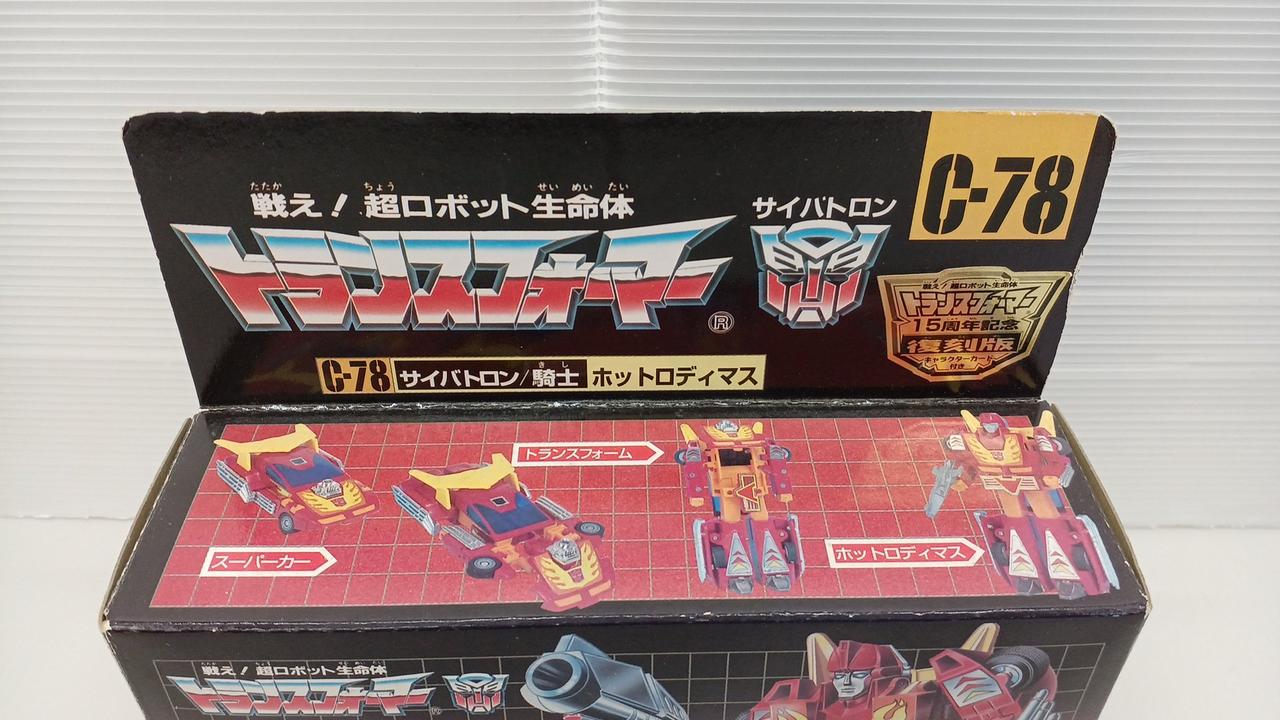 たたか ちょう せい めい たい
戦え! 超ロボット生命体
トランスフォーマー
®
サイバトロン
C-78
戦え! 超ロボット生命体
トランスフォーマー
15周年記念
復刻版
キャラクターカード
付き
きし
C-78 サイバトロン/騎士 ホットロディマス
トランスフォーム
スーパーカー
ホットロディマス
戦え! 超ロボット生命体
トランスフォーマー